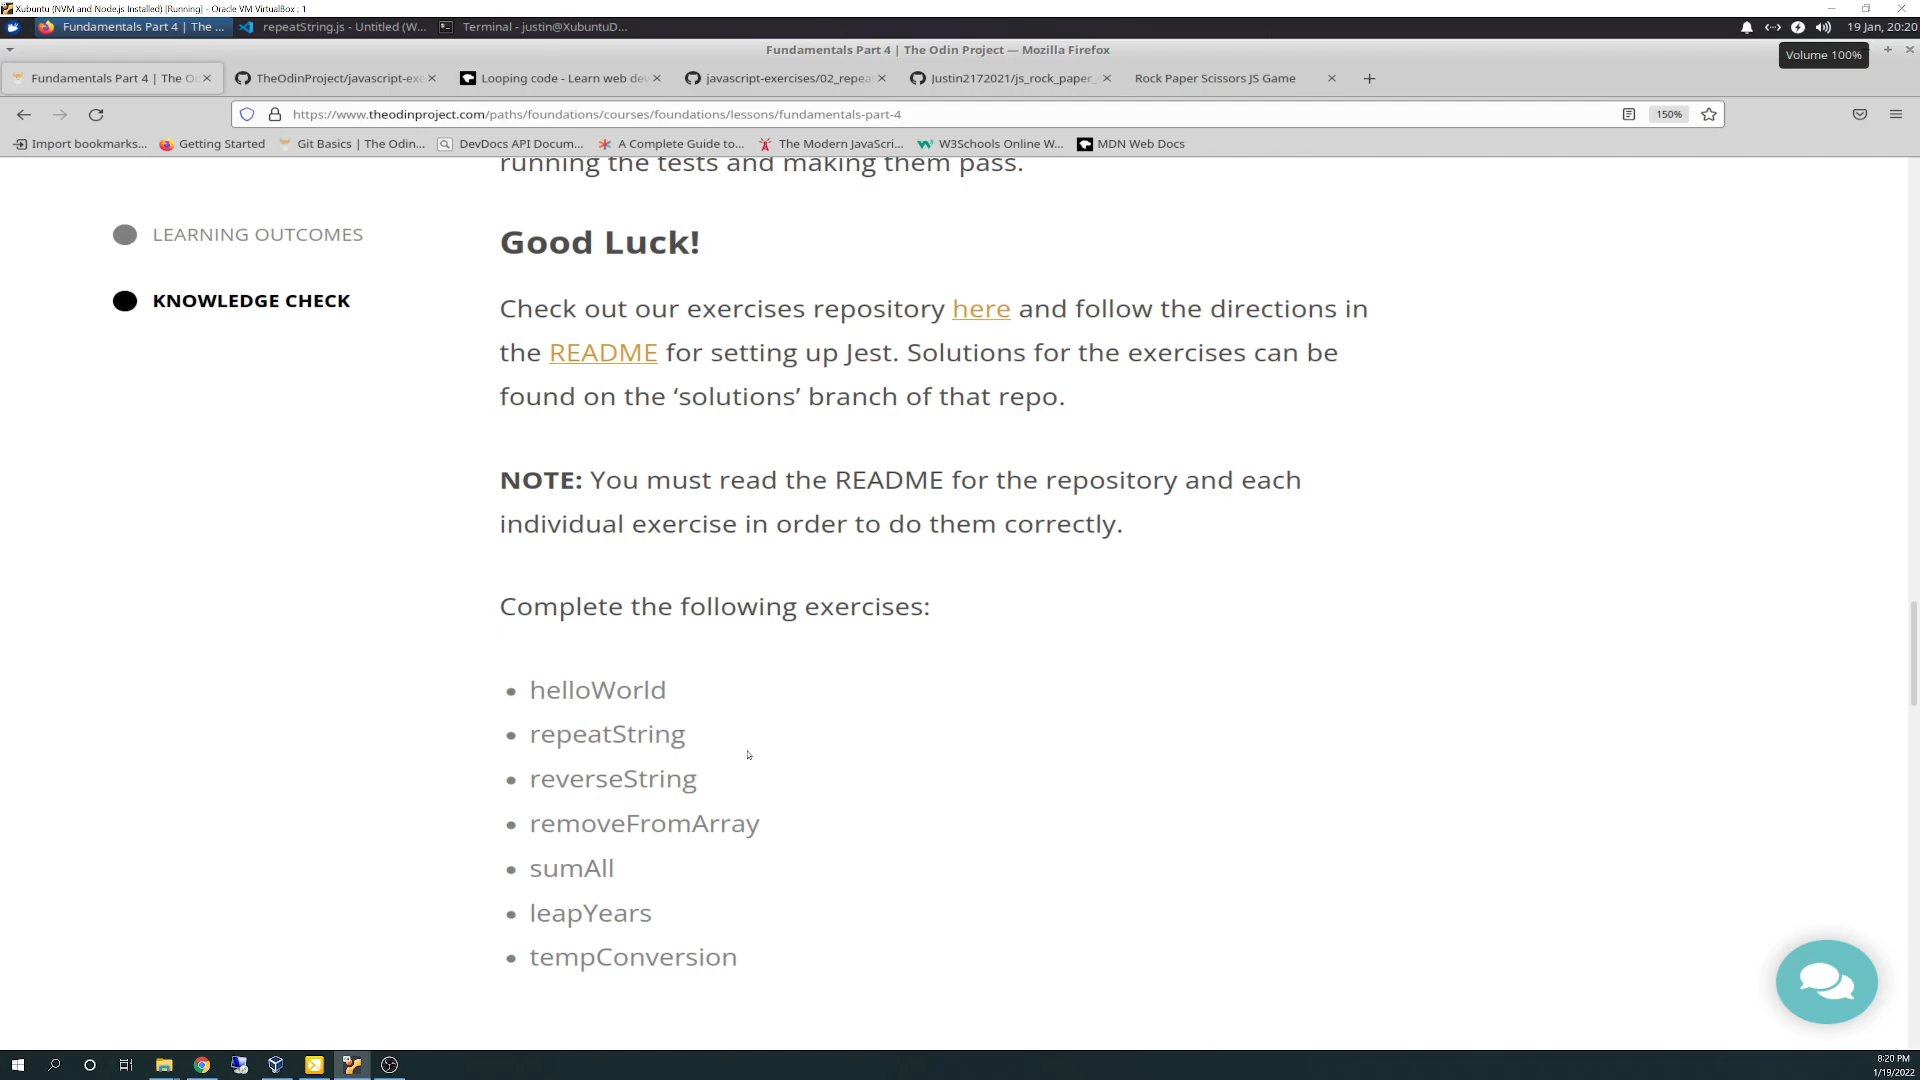 Xubuntu (NVM and Node.js Installed) [Running] - Oracle VM VirtualBox : 1
Fundamentals Part 4 | The ...
repeatString.js - Untitled (W...
Terminal - justin@XubuntuD...
19 Jan, 20:20
Fundamentals Part 4 | The Odin Project — Mozilla Firefox
Volume 100%
Fundamentals Part 4 | The O
TheOdinProject/javascript-exe
Looping code - Learn web de
javascript-exercises/02_repea
Justin2172021/js_rock_paper_
Rock Paper Scissors JS Game
https://www.theodinproject.com/paths/foundations/courses/foundations/lessons/fundamentals-part-4
150%
Import bookmarks...
Getting Started
Git Basics | The Odin...
DevDocs API Docum...
A Complete Guide to...
The Modern JavaScri...
W3Schools Online W...
MDN Web Docs
running the tests and making them pass.
LEARNING OUTCOMES
KNOWLEDGE CHECK
Good Luck!
Check out our exercises repository here and follow the directions in
the README for setting up Jest. Solutions for the exercises can be
found on the ‘solutions’ branch of that repo.
NOTE: You must read the README for the repository and each
individual exercise in order to do them correctly.
Complete the following exercises:
• helloWorld
• repeatString
• reverseString
• removeFromArray
• sumAll
• leapYears
• tempConversion
8:20 PM
1/19/2022